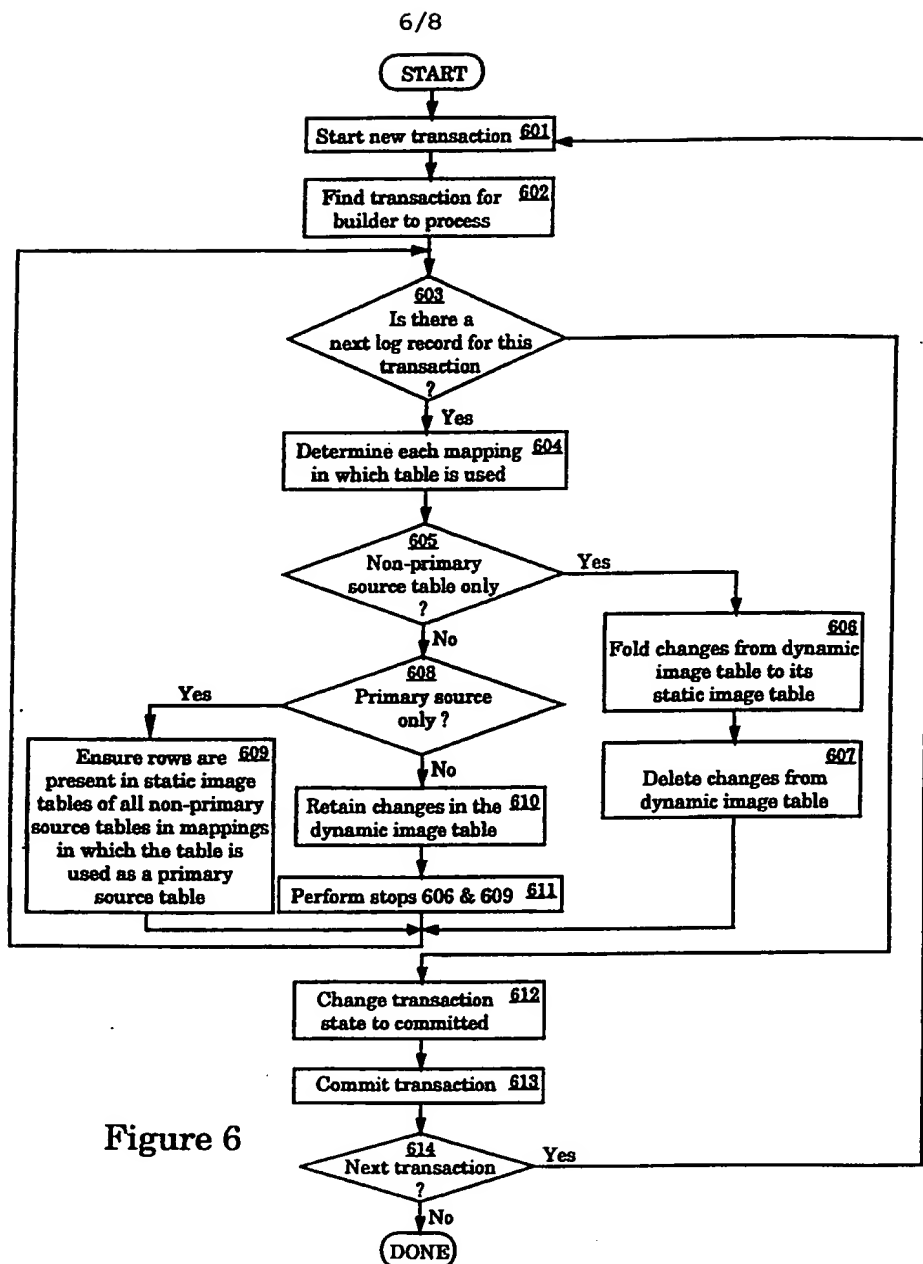 6/8
START
Start new transaction 601
Find transaction for 602
builder to process
603
Is there a
next log record for this
transaction
?
Yes
Determine each mapping 604
in which table is used
605
Non-primary
source table only
?
Yes
No
606
Fold changes from dynamic
image table to its
static image table
608
Primary source
only ?
Yes
No
Ensure rows are 609
present in static image
tables of all non-primary
source tables in mappings
in which the table is
used as a primary
source table
Retain changes in the 610
dynamic image table
607
Delete changes from
dynamic image table
Perform stops 606 & 609 611
Change transaction 612
state to committed
Commit transaction 613
Figure 6
614
Next transaction
?
Yes
No
DONE